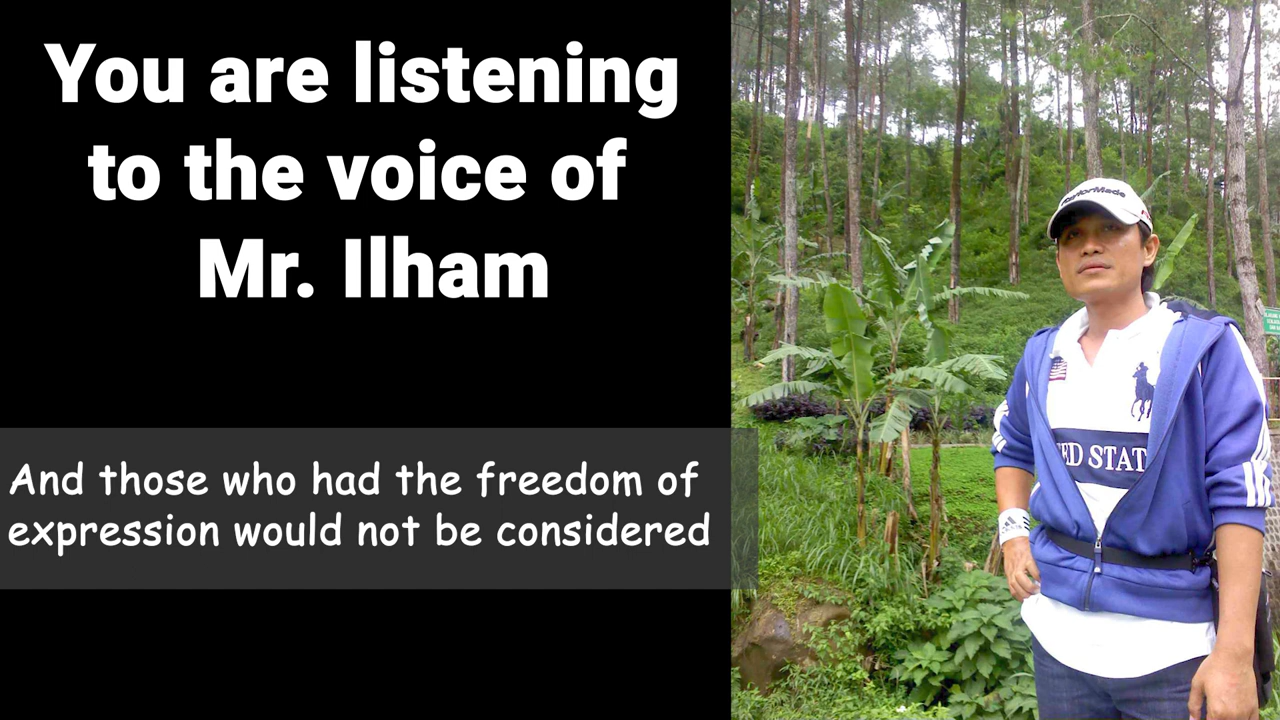 You are listening
to the voice of
Mr. Ilham
And those who had the freedom of
expression would not be considered
TaylorMade
ED STAT